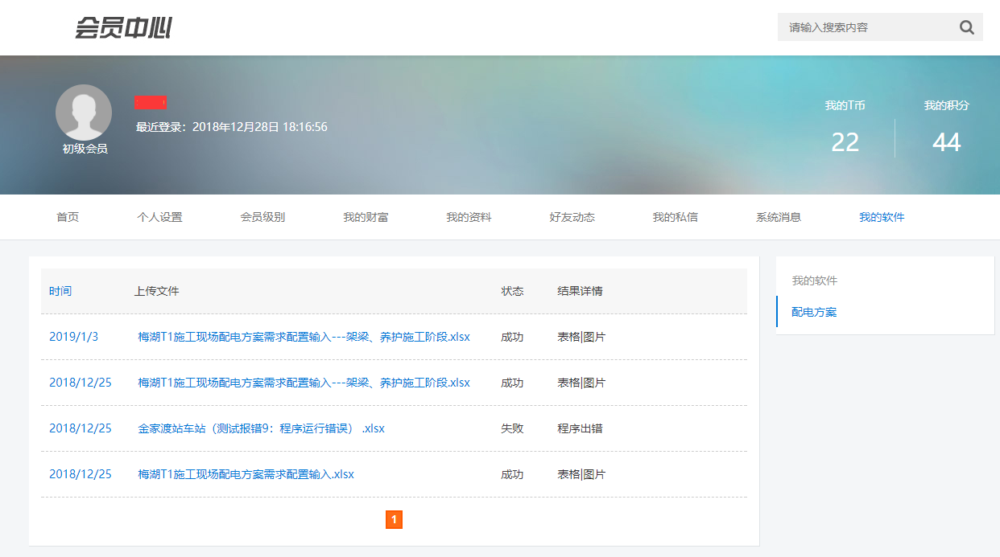 会员中心
请输入搜索内容
最近登录：2018年12月28日 18:16:56
初级会员
我的T币 我的积分
22 44
首页 个人设置 会员级别 我的财富 我的资料 好友动态 我的私信 系统消息 我的软件
时间 上传文件 状态 结果详情
2019/1/3 梅湖T1施工现场配电方案需求配置输入---架梁、养护施工阶段.xlsx 成功 表格|图片
2018/12/25 梅湖T1施工现场配电方案需求配置输入---架梁、养护施工阶段.xlsx 成功 表格|图片
2018/12/25 金家渡站车站（测试报错9：程序运行错误） .xlsx 失败 程序出错
2018/12/25 梅湖T1施工现场配电方案需求配置输入.xlsx 成功 表格|图片
1
我的软件
配电方案